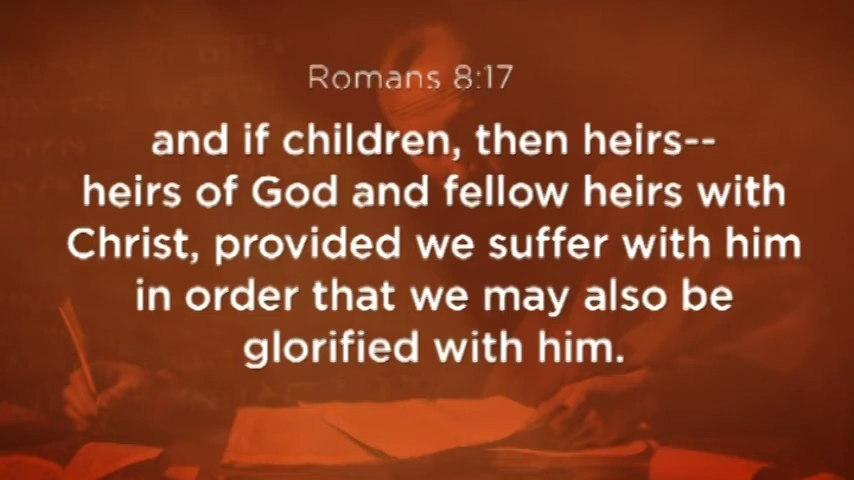 Romans 8:17
and if children, then heirs--
heirs of God and fellow heirs with
Christ, provided we suffer with him
in order that we may also be
glorified with him.